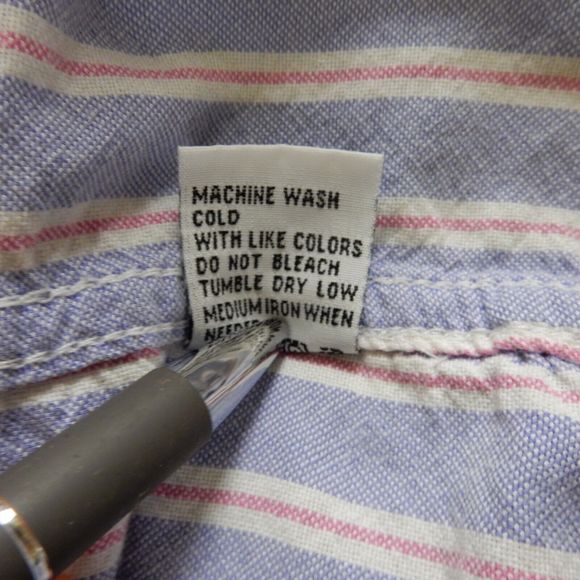 MACHINE WASH
COLD
WITH LIKE COLORS
DO NOT BLEACH
TUMBLE DRY LOW
MEDIUM IRON WHEN